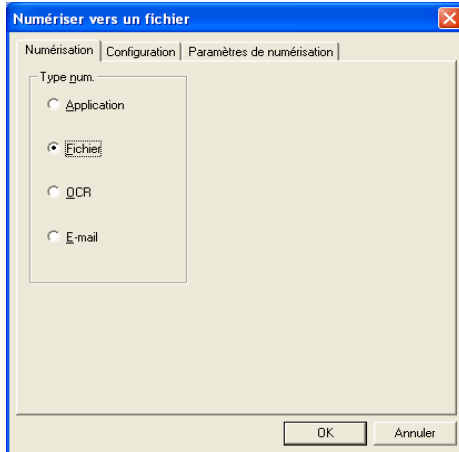 Numériser vers un fichier
Numérisation Configuration Paramètres de numérisation
Type num.
Application
Fichier
OCR
E-mail
OK Annuler